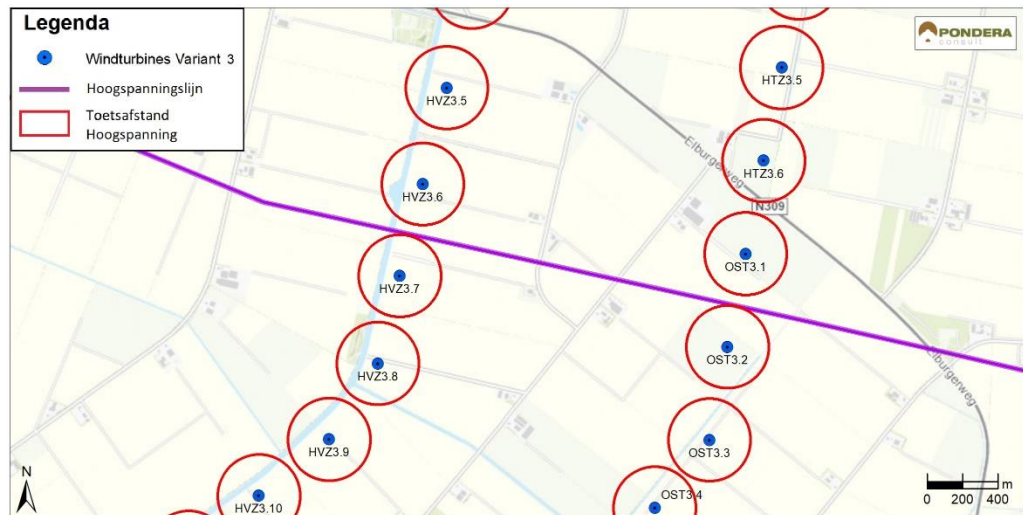 Legenda
Windturbines Variant 3
Hoogspanningslijn
Toetsafstand
Hoogspanning
PONDERA
consult
HVZ3.5
HTZ3.5
Elburgerweg
HTZ3.6
HVZ3.6
N309
OST3.1
HVZ3.7
OST3.2
Elburgerweg
HVZ3.8
HVZ3.9
OST3.3
OST3.4
HVZ3.10
N
0 200 400 m